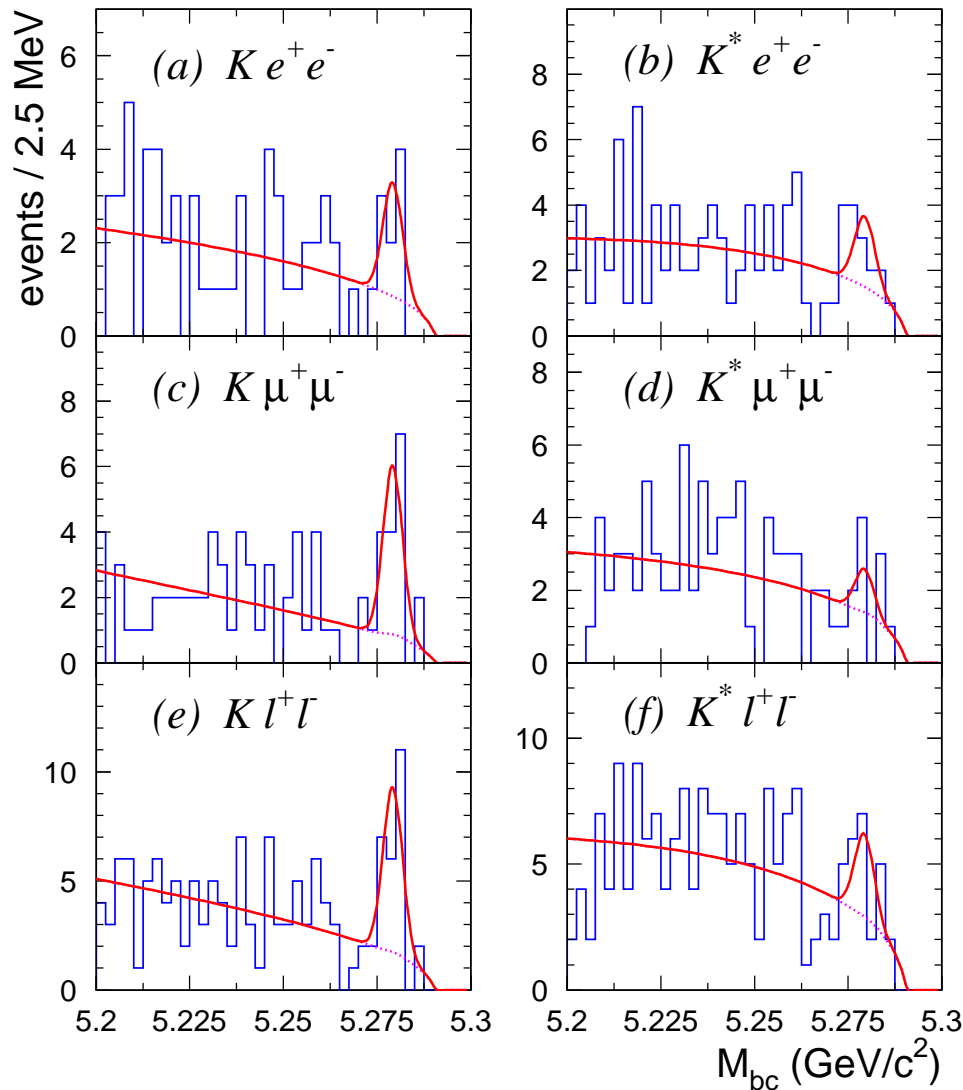 events / 2.5 MeV
(a) K e⁺e⁻
0
2
4
6
(b) K* e⁺e⁻
0
2
4
6
8
(c) K μ⁺μ⁻
0
2
4
6
8
(d) K* μ⁺μ⁻
0
2
4
6
8
(e) K l⁺l⁻
0
5
10
5.2 5.225 5.25 5.275 5.3
(f) K* l⁺l⁻
0
5
10
5.2 5.225 5.25 5.275 5.3
M_bc (GeV/c²)